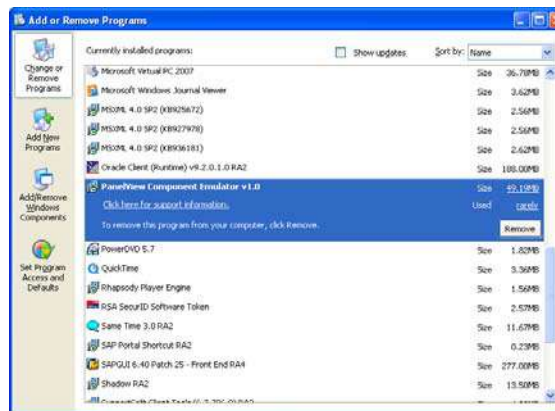 Add or Remove Programs
Change or Remove Programs
Add New Programs
Add/Remove Windows Components
Set Program Access and Defaults
Currently installed programs:
Show updates
Sort by: Name
Microsoft Virtual PC 2007 Size 36.78MB
Microsoft Windows Journal Viewer Size 3.62MB
MSXML 4.0 SP2 (KB925672) Size 2.56MB
MSXML 4.0 SP2 (KB927978) Size 2.56MB
MSXML 4.0 SP2 (KB936181) Size 2.62MB
Oracle Client (Runtime) v9.2.0.1.0 RA2 Size 188.00MB
PanelView Component Emulator v1.0 Size 49.19MB
Click here for support information. Used rarely
To remove this program from your computer, click Remove. Remove
PowerDVD 5.7 Size 1.82MB
QuickTime Size 3.36MB
Rhapsody Player Engine Size 1.56MB
RSA SecurID Software Token Size 2.57MB
Same Time 3.0 RA2 Size 11.67MB
SAP Portal Shortcut RA2 Size 0.23MB
SAPGUI 6.40 Patch 25 - Front End RA4 Size 277.00MB
Shadow RA2 Size 13.50MB